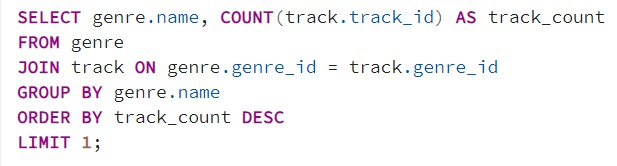 SELECT genre.name, COUNT(track.track_id) AS track_count
FROM genre
JOIN track ON genre.genre_id = track.genre_id
GROUP BY genre.name
ORDER BY track_count DESC
LIMIT 1;